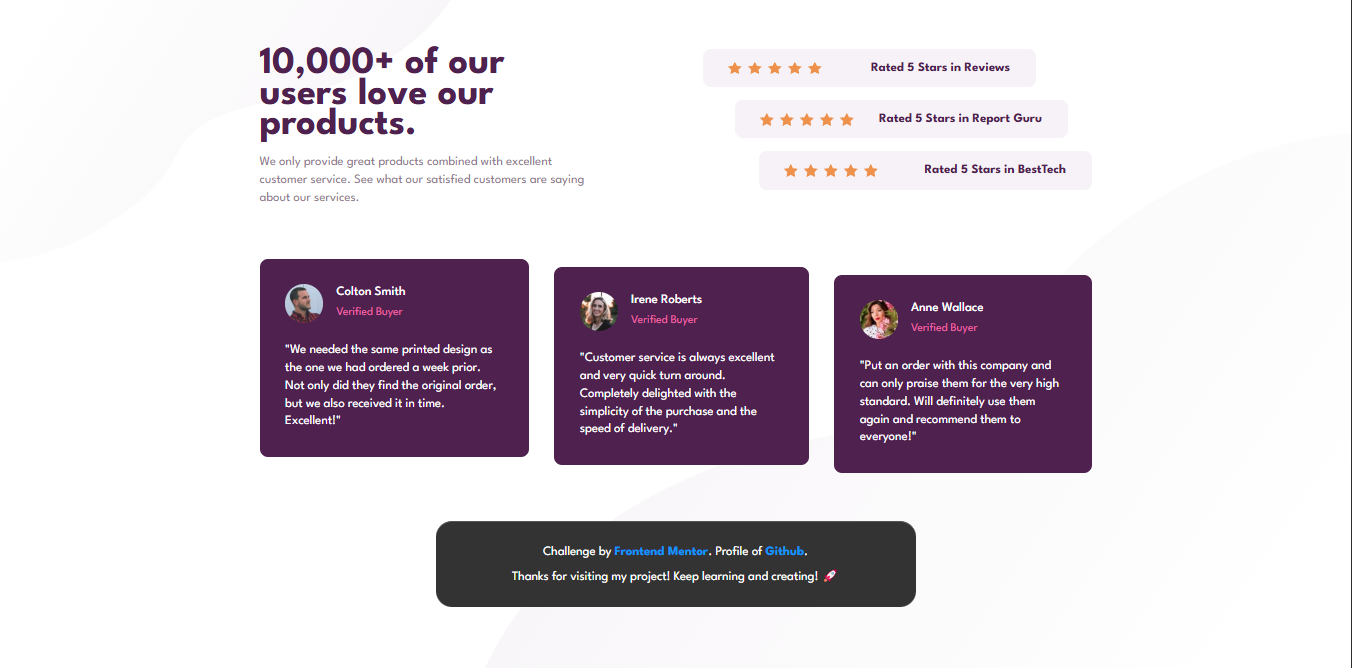 10,000+ of our
users love our
products.
We only provide great products combined with excellent
customer service. See what our satisfied customers are saying
about our services.
Rated 5 Stars in Reviews
Rated 5 Stars in Report Guru
Rated 5 Stars in BestTech
Colton Smith
Verified Buyer
"We needed the same printed design as
the one we had ordered a week prior.
Not only did they find the original order,
but we also received it in time.
Excellent!"
Irene Roberts
Verified Buyer
"Customer service is always excellent
and very quick turn around.
Completely delighted with the
simplicity of the purchase and the
speed of delivery."
Anne Wallace
Verified Buyer
"Put an order with this company and
can only praise them for the very high
standard. Will definitely use them
again and recommend them to
everyone!"
Challenge by Frontend Mentor. Profile of Github.
Thanks for visiting my project! Keep learning and creating! 🚀